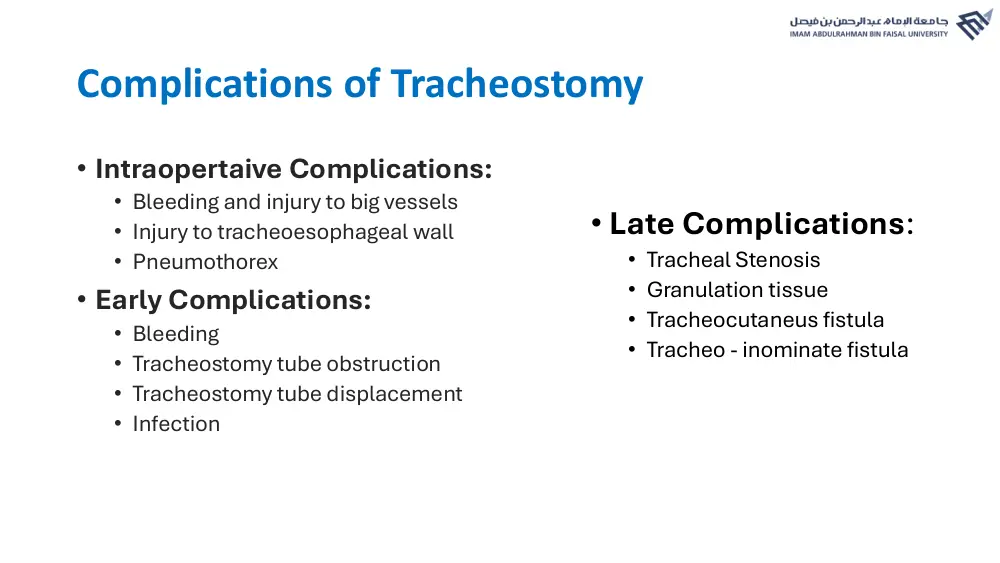 جامعة الإمام عبدالرحمن بن فيصل
IMAM ABDULRAHMAN BIN FAISAL UNIVERSITY
Complications of Tracheostomy
• Intraopertaive Complications:
• Bleeding and injury to big vessels
• Injury to tracheoesophageal wall
• Pneumothorex
• Early Complications:
• Bleeding
• Tracheostomy tube obstruction
• Tracheostomy tube displacement
• Infection
• Late Complications:
• Tracheal Stenosis
• Granulation tissue
• Tracheocutaneus fistula
• Tracheo - inominate fistula